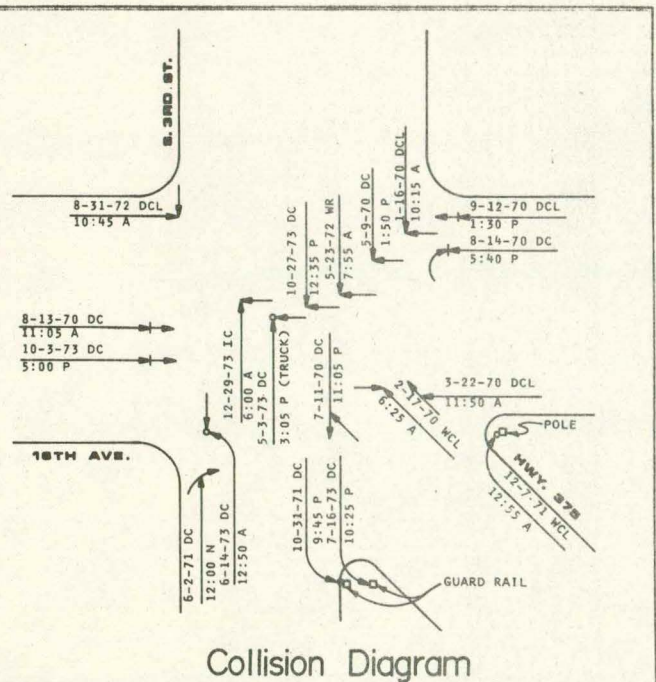 S. 3RD. ST.
8-31-72 DCL
10:45 A
10-27-73 DC
12:35 P
5-23-72 WR
7:55 A
5-9-70 DC
1:50 P
1-16-70 DCL
10:15 A
9-12-70 DCL
1:30 P
8-14-70 DC
5:40 P
8-13-70 DC
11:05 A
10-3-73 DC
5:00 P
12-29-73 IC
6:00 A
5-3-73 DC
3:05 P (TRUCK)
7-11-70 DC
11:05 P
2-17-70 WCL
6:25 A
3-22-70 DCL
11:50 A
POLE
HWY. 375
12-7-71 WCL
12:55 A
16TH AVE.
6-2-71 DC
12:00 N
6-14-73 DC
12:50 A
10-31-71 DC
9:45 P
7-16-73 DC
10:25 P
GUARD RAIL
Collision Diagram